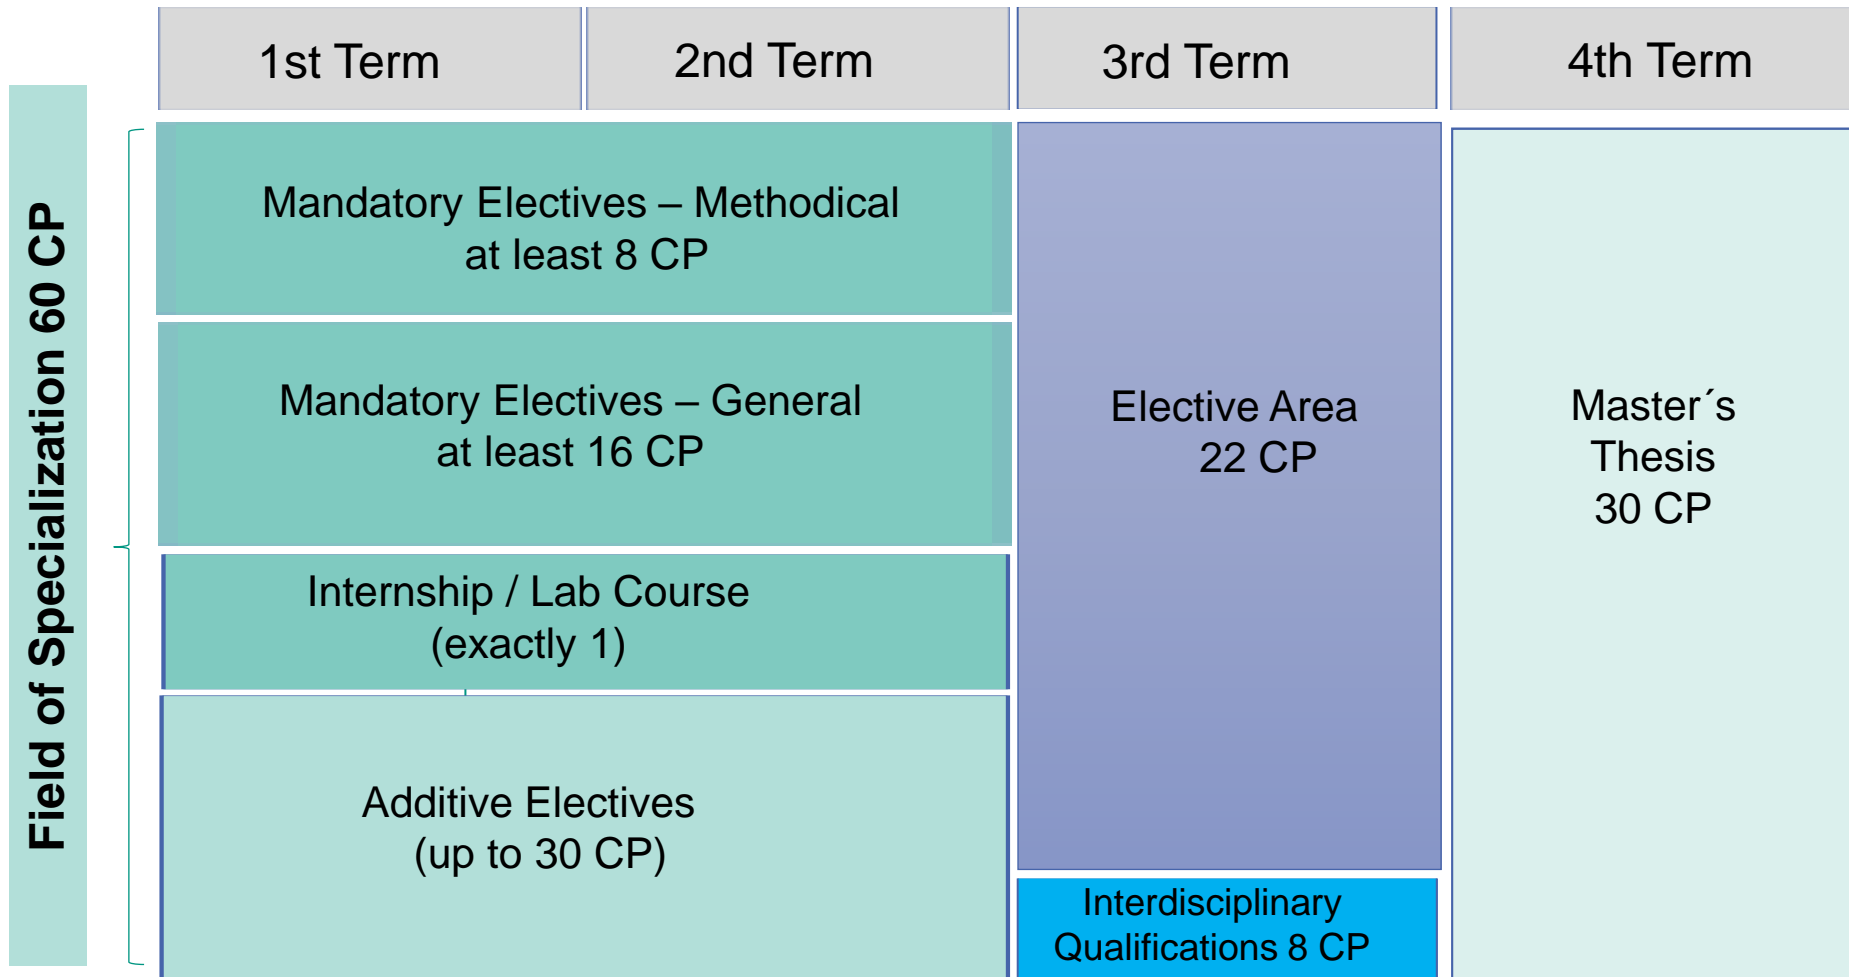 1st Term
2nd Term
3rd Term
4th Term
Field of Specialization 60 CP
Mandatory Electives – Methodical
at least 8 CP
Mandatory Electives – General
at least 16 CP
Internship / Lab Course
(exactly 1)
Additive Electives
(up to 30 CP)
Elective Area
22 CP
Interdisciplinary
Qualifications 8 CP
Master´s
Thesis
30 CP